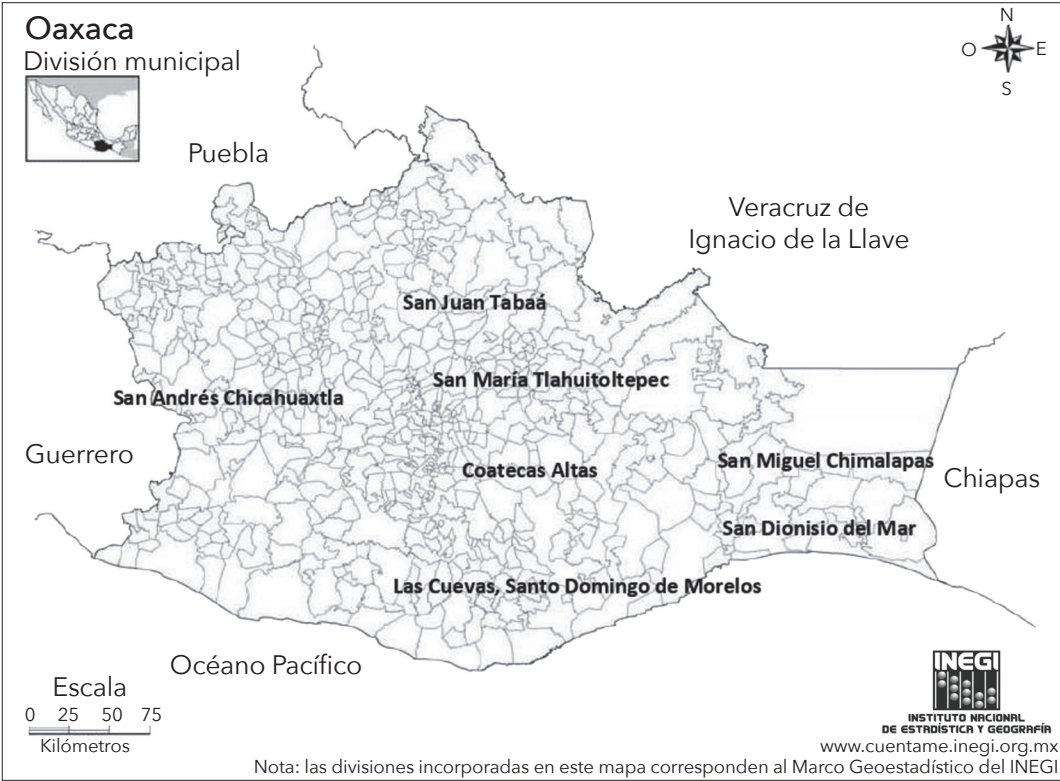 Oaxaca
División municipal
N
O
E
S
Puebla
Veracruz de
Ignacio de la Llave
San Juan Tabaá
San María Tlahuitoltepec
San Andrés Chicahuaxtla
Guerrero
Coatecas Altas
San Miguel Chimalapas
Chiapas
San Dionisio del Mar
Las Cuevas, Santo Domingo de Morelos
Océano Pacífico
Escala
0 25 50 75
Kilómetros
INEGI
INSTITUTO NACIONAL
DE ESTADÍSTICA Y GEOGRAFÍA
www.cuentame.inegi.org.mx
Nota: las divisiones incorporadas en este mapa corresponden al Marco Geoestadístico del INEGI